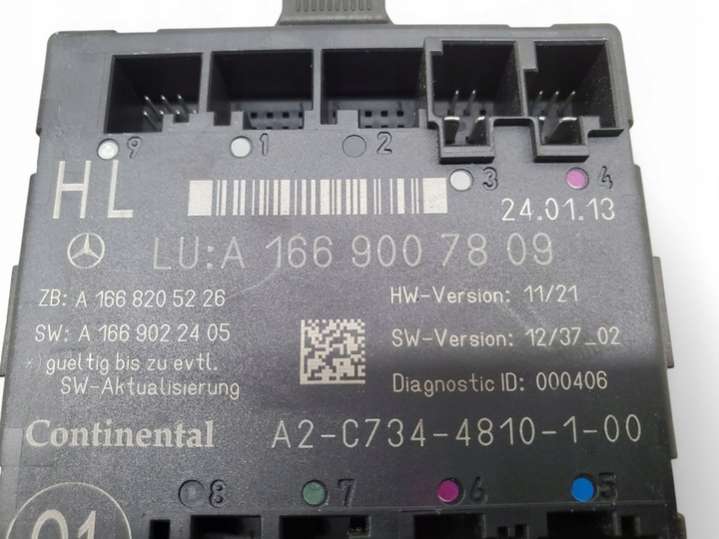 9 1 2 3 4
HL
24.01.13
LU: A 166 900 78 09
ZB: A 166 820 52 26
HW-Version: 11/21
SW: A 166 902 24 05
SW-Version: 12/37_02
*) gueltig bis zu evtl.
SW-Aktualisierung
Diagnostic ID: 000406
Continental A2-C734-4810-1-00
8 7 6 5
01